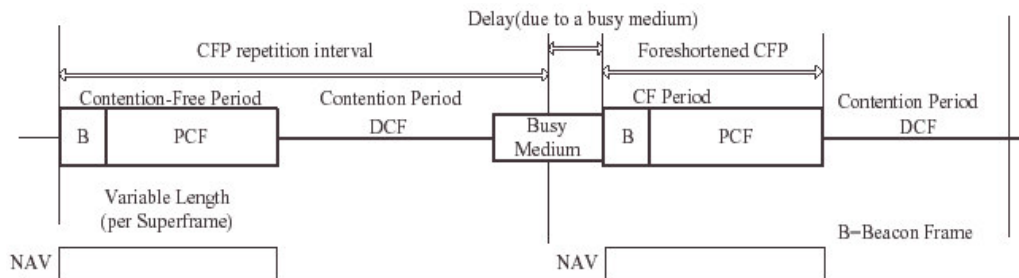 Delay(due to a busy medium)
CFP repetition interval
Foreshortened CFP
Contention-Free Period
Contention Period
CF Period
Contention Period
B
PCF
DCF
Busy
Medium
B
PCF
DCF
Variable Length
(per Superframe)
B=Beacon Frame
NAV
NAV